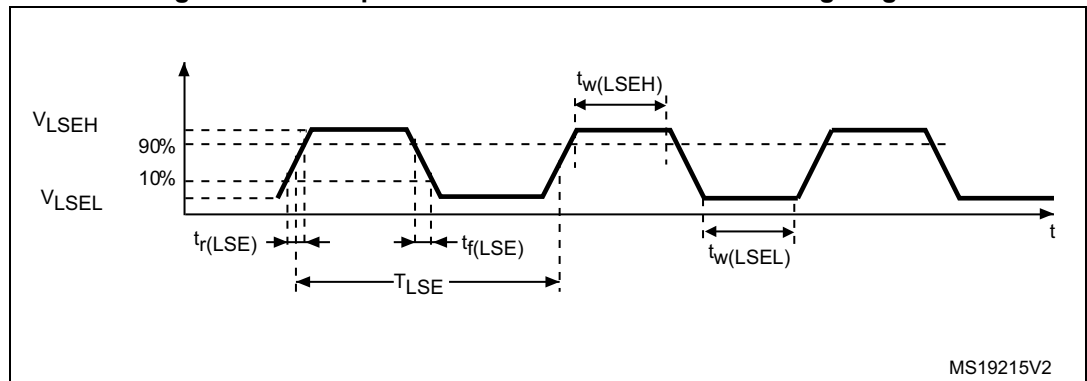 tw(LSEH)
VLSEH
90%
10%
VLSEL
tr(LSE)
tf(LSE)
tw(LSEL)
t
TLSE
MS19215V2